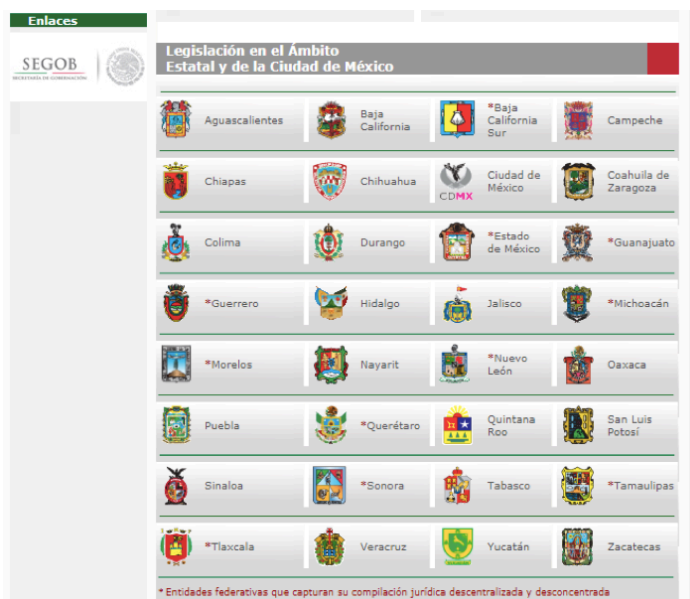 Enlaces
SEGOB
SECRETARÍA DE GOBERNACIÓN
Legislación en el Ámbito
Estatal y de la Ciudad de México
Aguascalientes
Baja
California
*Baja
California
Sur
Campeche
Chiapas
Chihuahua
CDMX
Ciudad de
México
Coahuila de
Zaragoza
Colima
Durango
*Estado
de México
*Guanajuato
*Guerrero
Hidalgo
Jalisco
*Michoacán
*Morelos
Nayarit
*Nuevo
León
Oaxaca
Puebla
*Querétaro
Quintana
Roo
San Luis
Potosí
Sinaloa
*Sonora
Tabasco
*Tamaulipas
*Tlaxcala
Veracruz
Yucatán
Zacatecas
* Entidades federativas que capturan su compilación jurídica descentralizada y desconcentrada